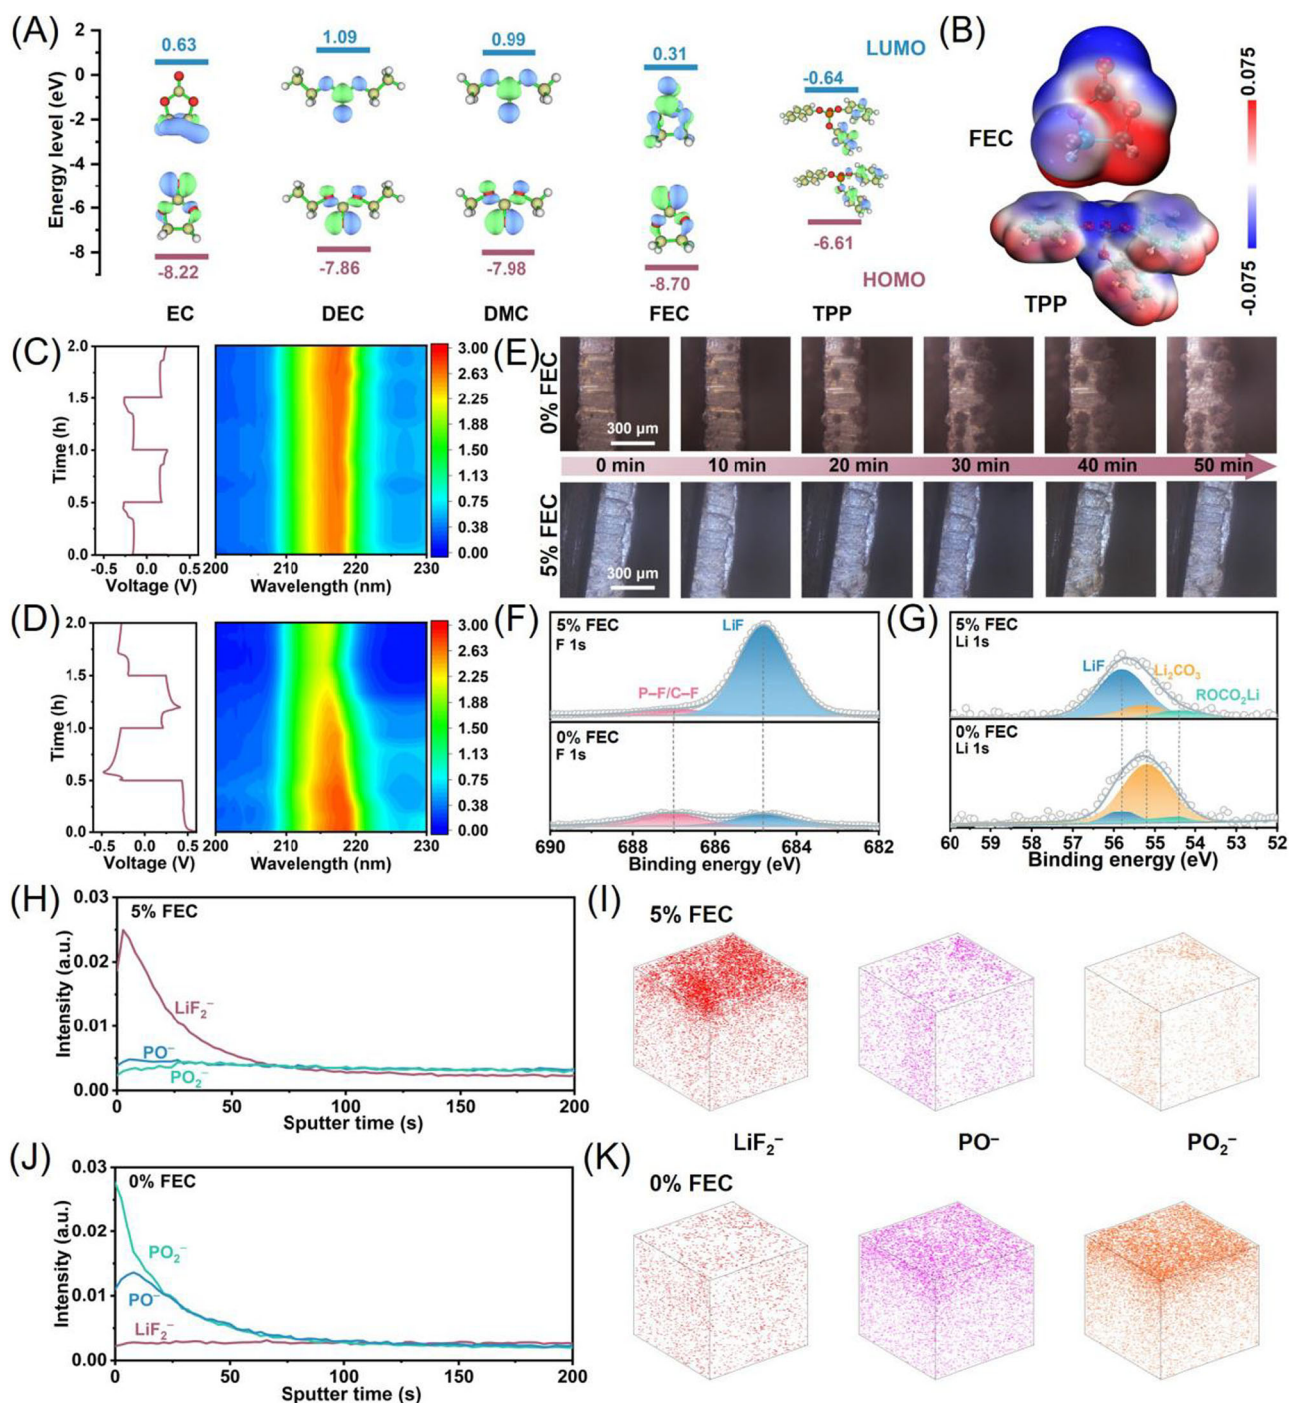 (A)
Energy level (eV)
2
0
-2
-4
-6
-8
0.63
1.09
0.99
0.31
-0.64
LUMO
-8.22
-7.86
-7.98
-8.70
-6.61
HOMO
EC
DEC
DMC
FEC
TPP
(B)
FEC
TPP
0.075
-0.075
(C)
Time (h)
2.0
1.5
1.0
0.5
0.0
-0.5 0.0 0.5
Voltage (V)
200 210 220 230
Wavelength (nm)
3.00
2.63
2.25
1.88
1.50
1.13
0.75
0.38
0.00
(E)
0% FEC
300 μm
0 min 10 min 20 min 30 min 40 min 50 min
5% FEC
300 μm
(D)
Time (h)
2.0
1.5
1.0
0.5
0.0
-0.5 0.0 0.5
Voltage (V)
200 210 220 230
Wavelength (nm)
3.00
2.63
2.25
1.88
1.50
1.13
0.75
0.38
0.00
(F)
5% FEC
F 1s
LiF
P–F/C–F
0% FEC
F 1s
690 688 686 684 682
Binding energy (eV)
(G)
5% FEC
Li 1s
LiF
Li₂CO₃
ROCO₂Li
0% FEC
Li 1s
60 59 58 57 56 55 54 53 52
Binding energy (eV)
(H)
5% FEC
Intensity (a.u.)
0.03
0.02
0.01
0.00
LiF₂⁻
PO⁻
PO₂⁻
0 50 100 150 200
Sputter time (s)
(I)
5% FEC
LiF₂⁻ PO⁻ PO₂⁻
(J)
0% FEC
Intensity (a.u.)
0.03
0.02
0.01
0.00
PO₂⁻
PO⁻
LiF₂⁻
0 50 100 150 200
Sputter time (s)
(K)
0% FEC